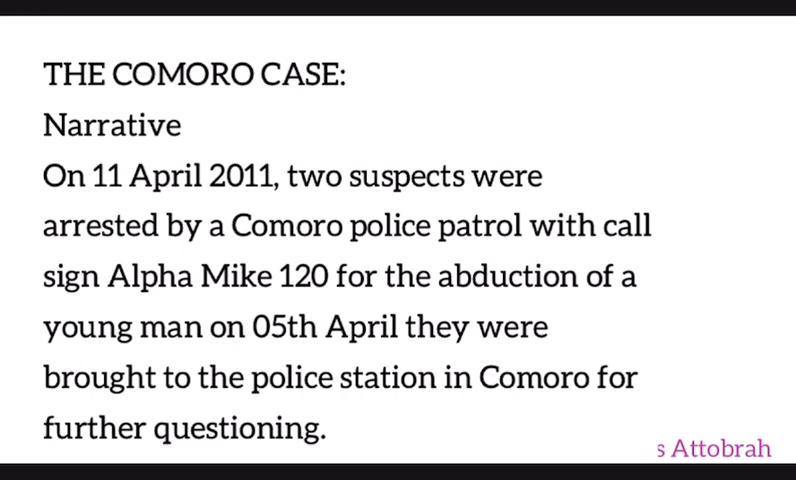 THE COMORO CASE:
Narrative
On 11 April 2011, two suspects were
arrested by a Comoro police patrol with call
sign Alpha Mike 120 for the abduction of a
young man on 05th April they were
brought to the police station in Comoro for
further questioning.
s Attobrah